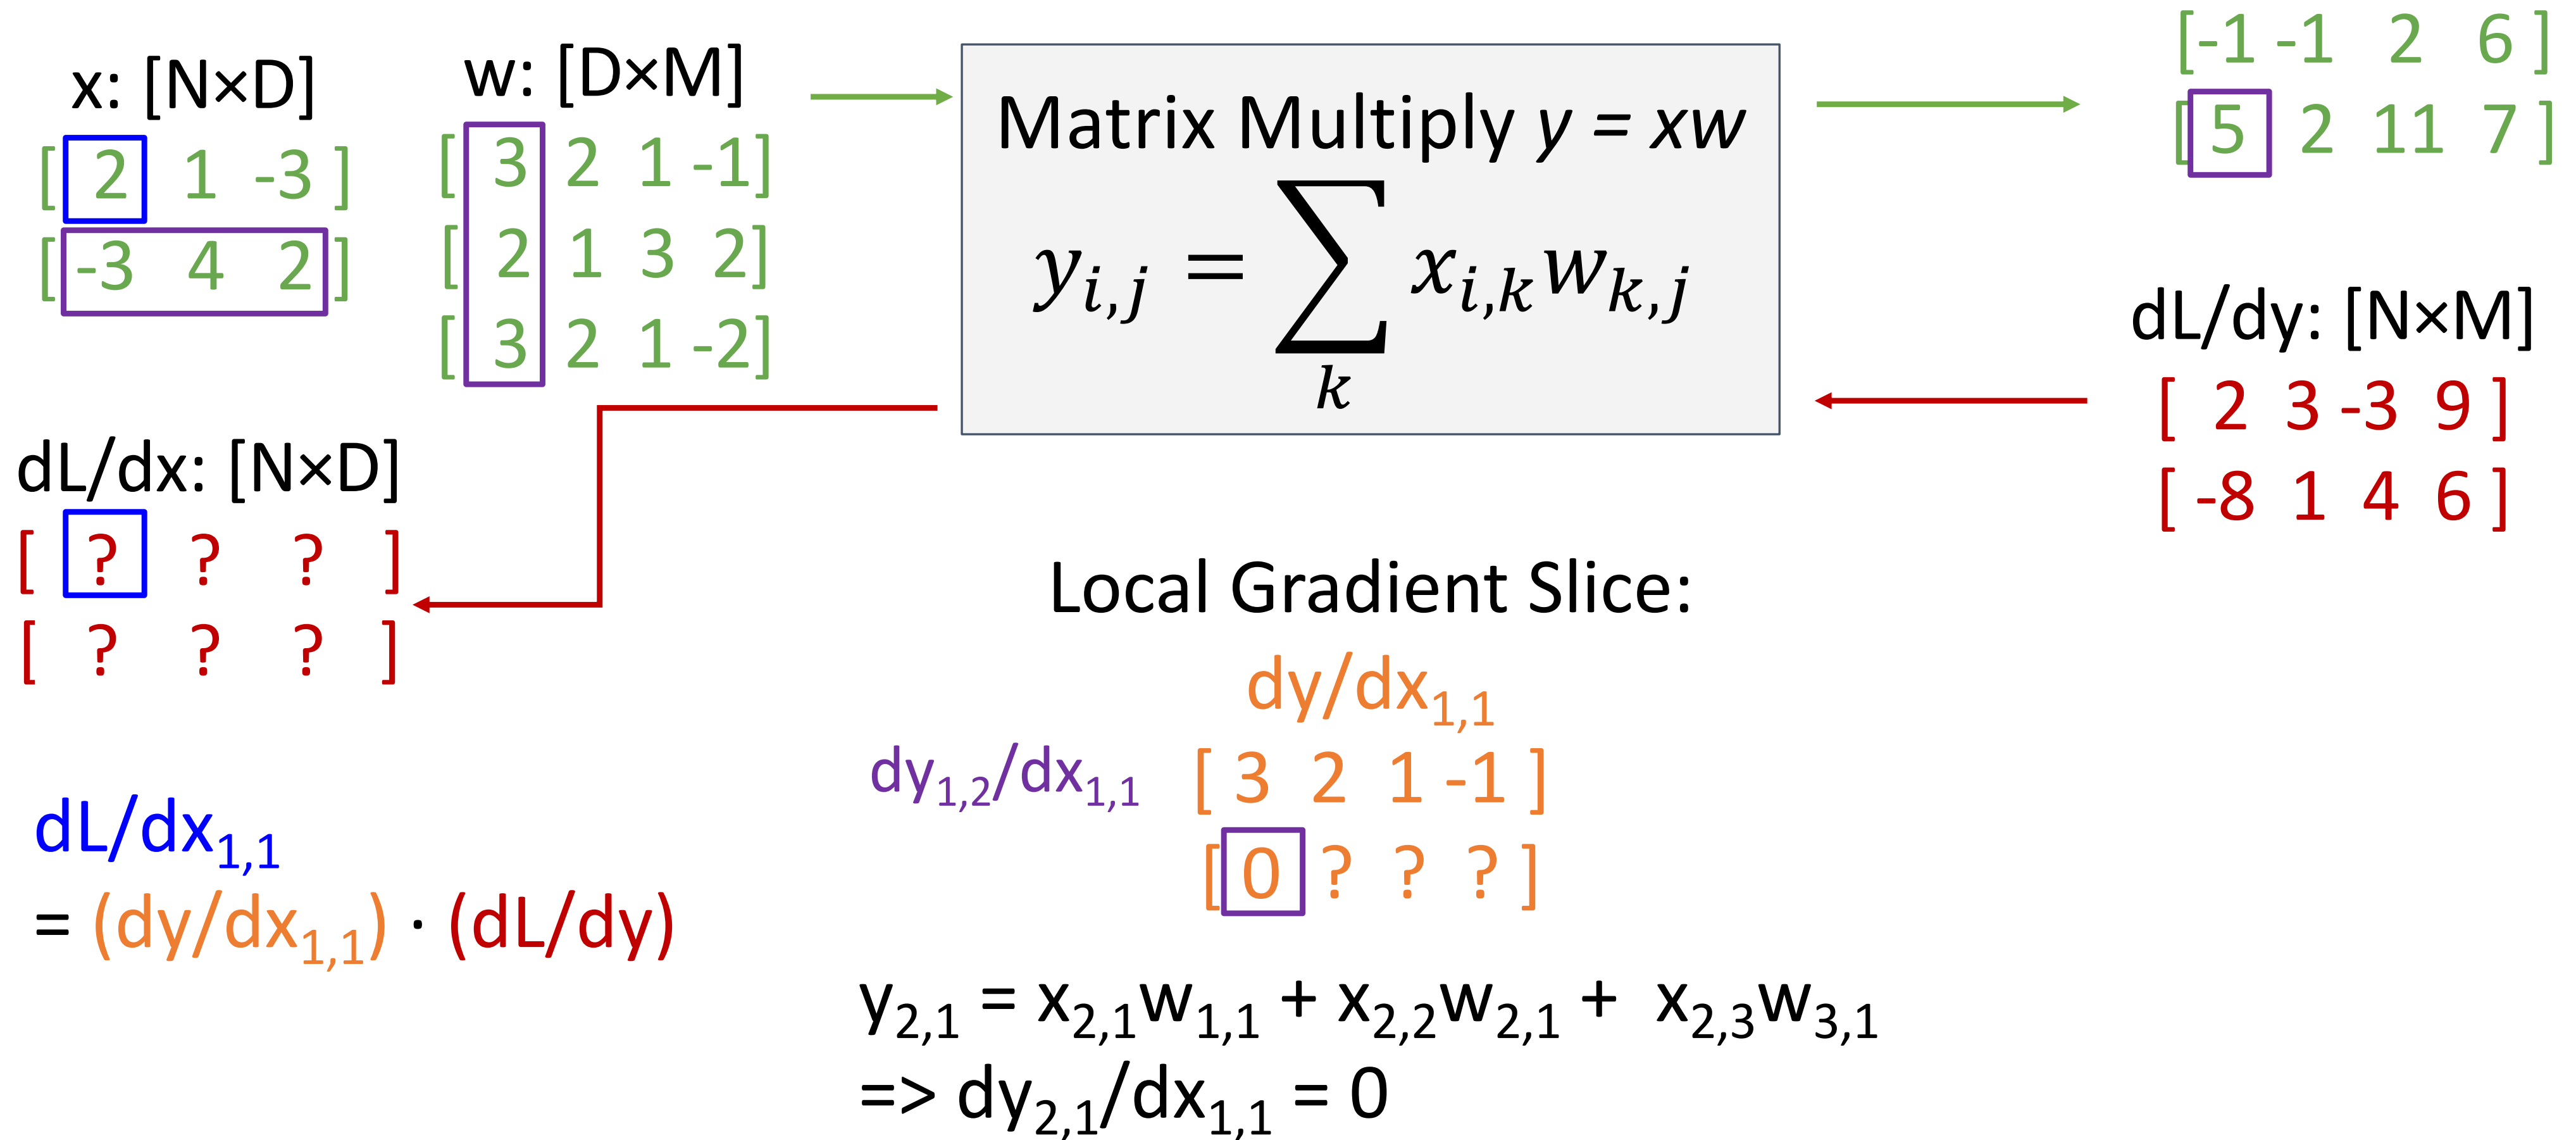 x: [N×D]
[ 2 1 -3 ]
[ -3 4 2 ]
w: [D×M]
[ 3 2 1 -1]
[ 2 1 3 2]
[ 3 2 1 -2]
Matrix Multiply y = xw
y_{i,j} = ∑_k x_{i,k} w_{k,j}
[-1 -1 2 6 ]
[ 5 2 11 7 ]
dL/dy: [N×M]
[ 2 3 -3 9 ]
[ -8 1 4 6 ]
dL/dx: [N×D]
[ ? ? ? ]
[ ? ? ? ]
dL/dx_{1,1}
= (dy/dx_{1,1}) · (dL/dy)
Local Gradient Slice:
dy/dx_{1,1}
dy_{1,2}/dx_{1,1}
[ 3 2 1 -1 ]
[ 0 ? ? ? ]
y_{2,1} = x_{2,1}w_{1,1} + x_{2,2}w_{2,1} + x_{2,3}w_{3,1}
=> dy_{2,1}/dx_{1,1} = 0